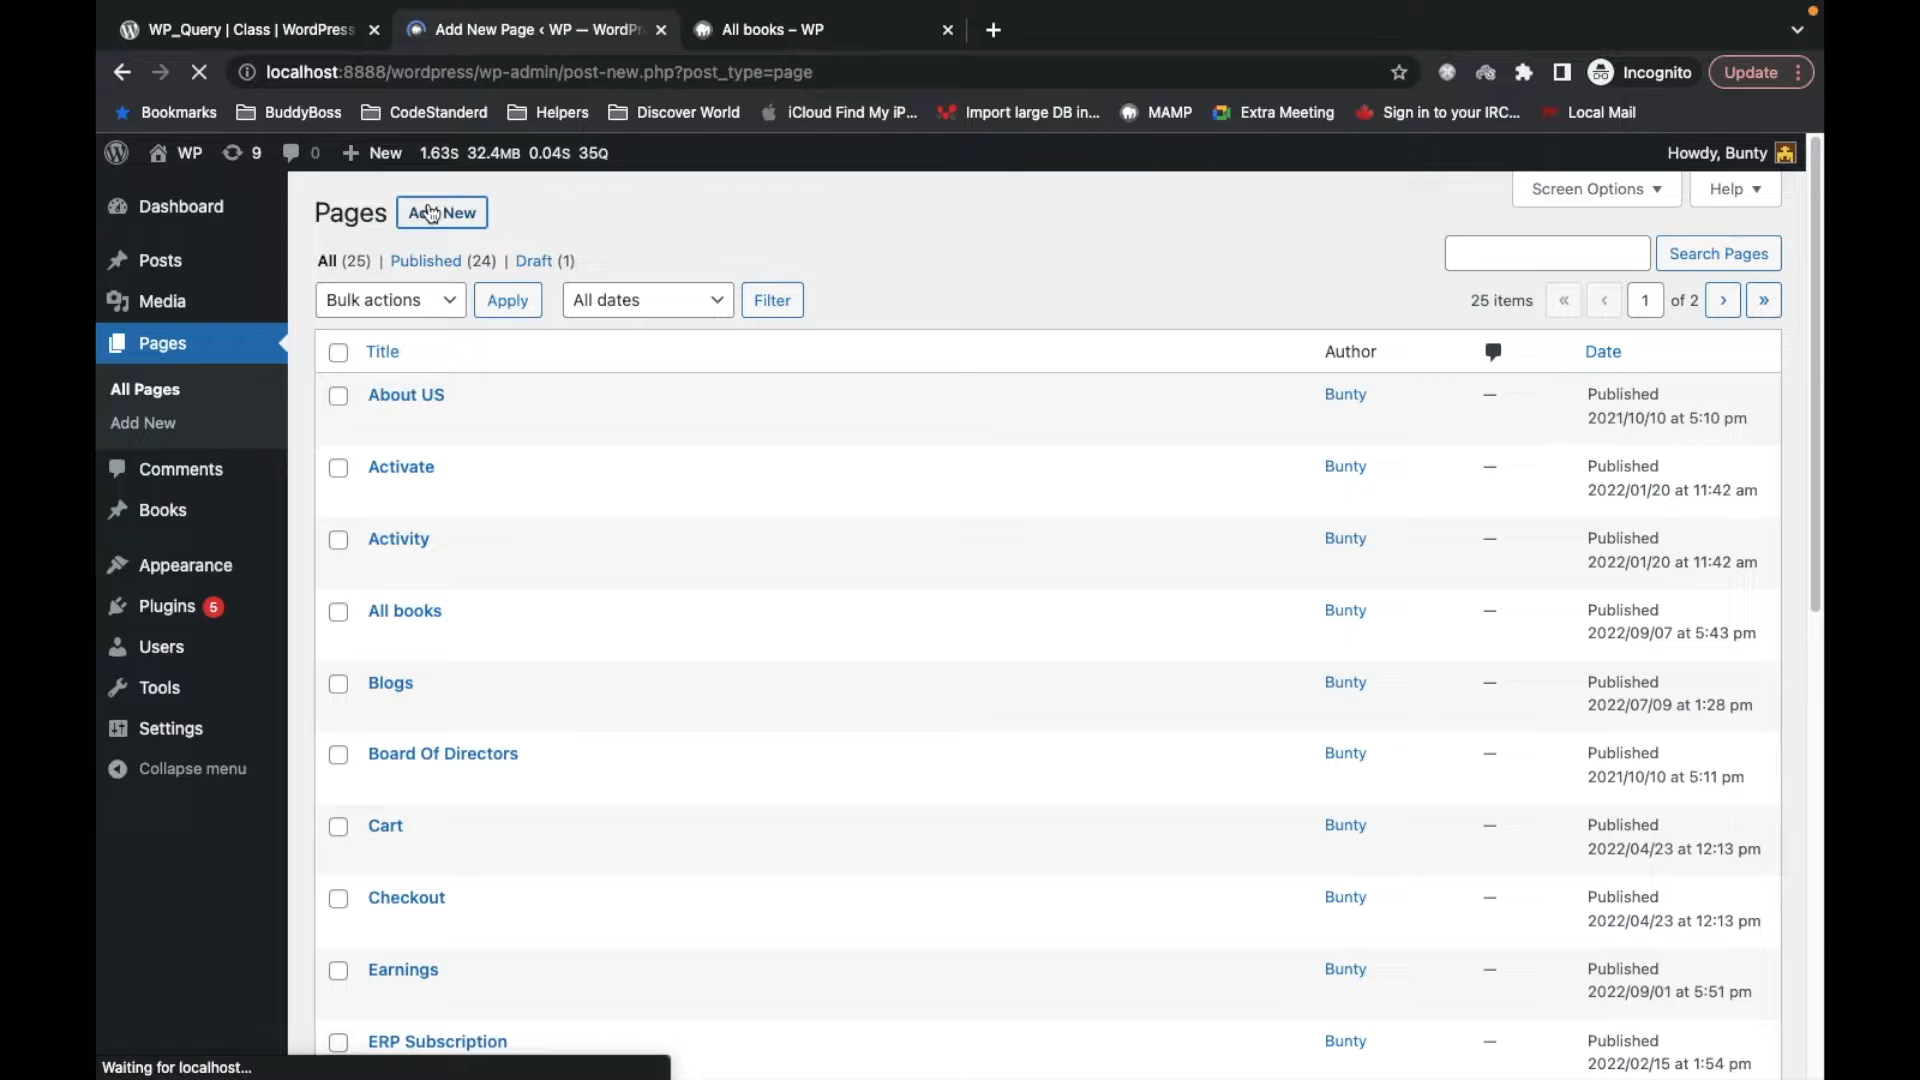 WP_Query | Class | WordPress
Add New Page ‹ WP — WordPr
All books – WP
localhost:8888/wordpress/wp-admin/post-new.php?post_type=page
Incognito
Update
Bookmarks
BuddyBoss
CodeStanderd
Helpers
Discover World
iCloud Find My iP...
Import large DB in...
MAMP
Extra Meeting
Sign in to your IRC...
Local Mail
WP
9
0
New
1.63S 32.4MB 0.04S 35Q
Howdy, Bunty
Dashboard
Posts
Media
Pages
All Pages
Add New
Comments
Books
Appearance
Plugins 5
Users
Tools
Settings
Collapse menu
Screen Options
Help
Pages
Add New
All (25) | Published (24) | Draft (1)
Search Pages
Bulk actions
Apply
All dates
Filter
25 items « ‹ 1 of 2 › »
Title
Author
Date
About US
Bunty
—
Published
2021/10/10 at 5:10 pm
Activate
Bunty
—
Published
2022/01/20 at 11:42 am
Activity
Bunty
—
Published
2022/01/20 at 11:42 am
All books
Bunty
—
Published
2022/09/07 at 5:43 pm
Blogs
Bunty
—
Published
2022/07/09 at 1:28 pm
Board Of Directors
Bunty
—
Published
2021/10/10 at 5:11 pm
Cart
Bunty
—
Published
2022/04/23 at 12:13 pm
Checkout
Bunty
—
Published
2022/04/23 at 12:13 pm
Earnings
Bunty
—
Published
2022/09/01 at 5:51 pm
ERP Subscription
Bunty
—
Published
2022/02/15 at 1:54 pm
Waiting for localhost...